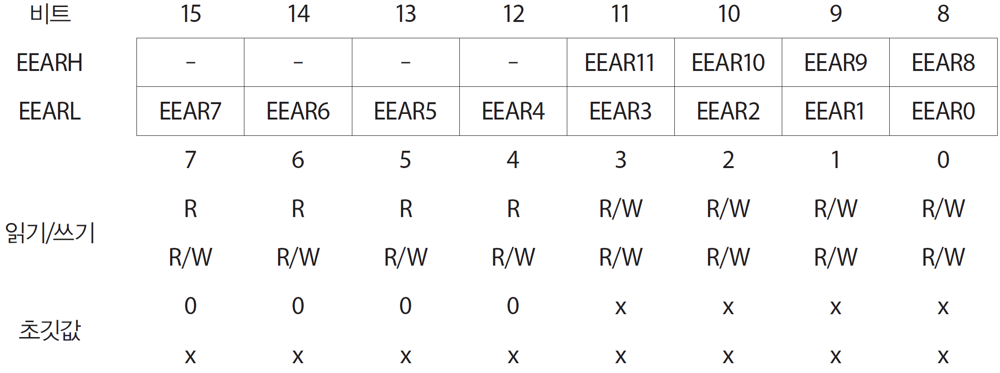 비트 15 14 13 12 11 10 9 8
EEARH – – – – EEAR11 EEAR10 EEAR9 EEAR8
EEARL EEAR7 EEAR6 EEAR5 EEAR4 EEAR3 EEAR2 EEAR1 EEAR0
7 6 5 4 3 2 1 0
R R R R R/W R/W R/W R/W
읽기/쓰기
R/W R/W R/W R/W R/W R/W R/W R/W
0 0 0 0 x x x x
초깃값
x x x x x x x x